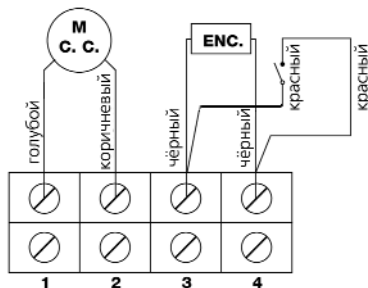 M
C. C.
ENC.
голубой
коричневый
чёрный
чёрный
красный
красный
1 2 3 4